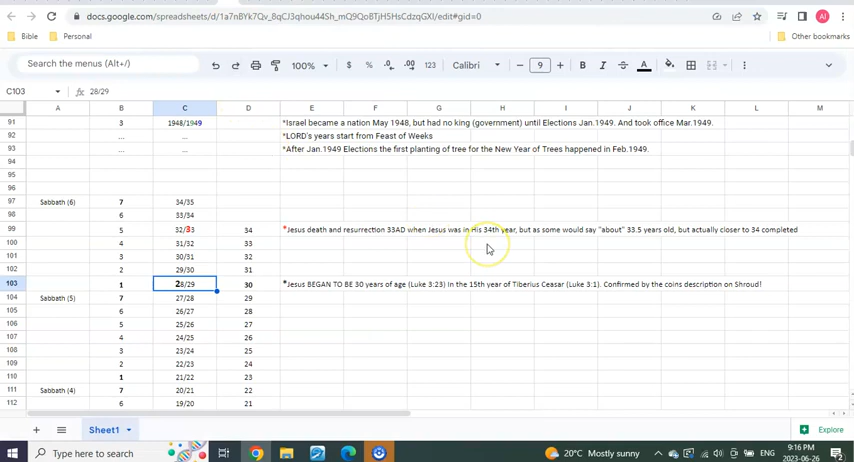 docs.google.com/spreadsheets/d/1a7nBYk7Qv_8qCJ3qhou44Sh_mQ9QoBTjH5HsCdzqGXI/edit#gid=0
Bible Personal Other bookmarks
AI
Search the menus (Alt+/) 100% $ % .0 .00 123 Calibri 9 B I S A
C103 fx 28/29
A B C D E F G H I J K L M
91 3 1948/1949 *Israel became a nation May 1948, but had no king (government) until Elections Jan.1949. And took office Mar.1949.
92 ... ... *LORD's years start from Feast of Weeks
93 ... ... *After Jan.1949 Elections the first planting of tree for the New Year of Trees happened in Feb.1949.
94
95
96
97 Sabbath (6) 7 34/35
98 6 33/34
99 5 32/33 34 *Jesus death and resurrection 33AD when Jesus was in His 34th year, but as some would say "about" 33.5 years old, but actually closer to 34 completed
100 4 31/32 33
101 3 30/31 32
102 2 29/30 31
103 1 28/29 30 *Jesus BEGAN TO BE 30 years of age (Luke 3:23) In the 15th year of Tiberius Ceasar (Luke 3:1). Confirmed by the coins description on Shroud!
104 Sabbath (5) 7 27/28 29
105 6 26/27 28
106 5 25/26 27
107 4 24/25 26
108 3 23/24 25
109 2 22/23 24
110 1 21/22 23
111 Sabbath (4) 7 20/21 22
112 6 19/20 21
Sheet1 Explore
Type here to search 20°C Mostly sunny ENG 9:16 PM
2023-06-26 2